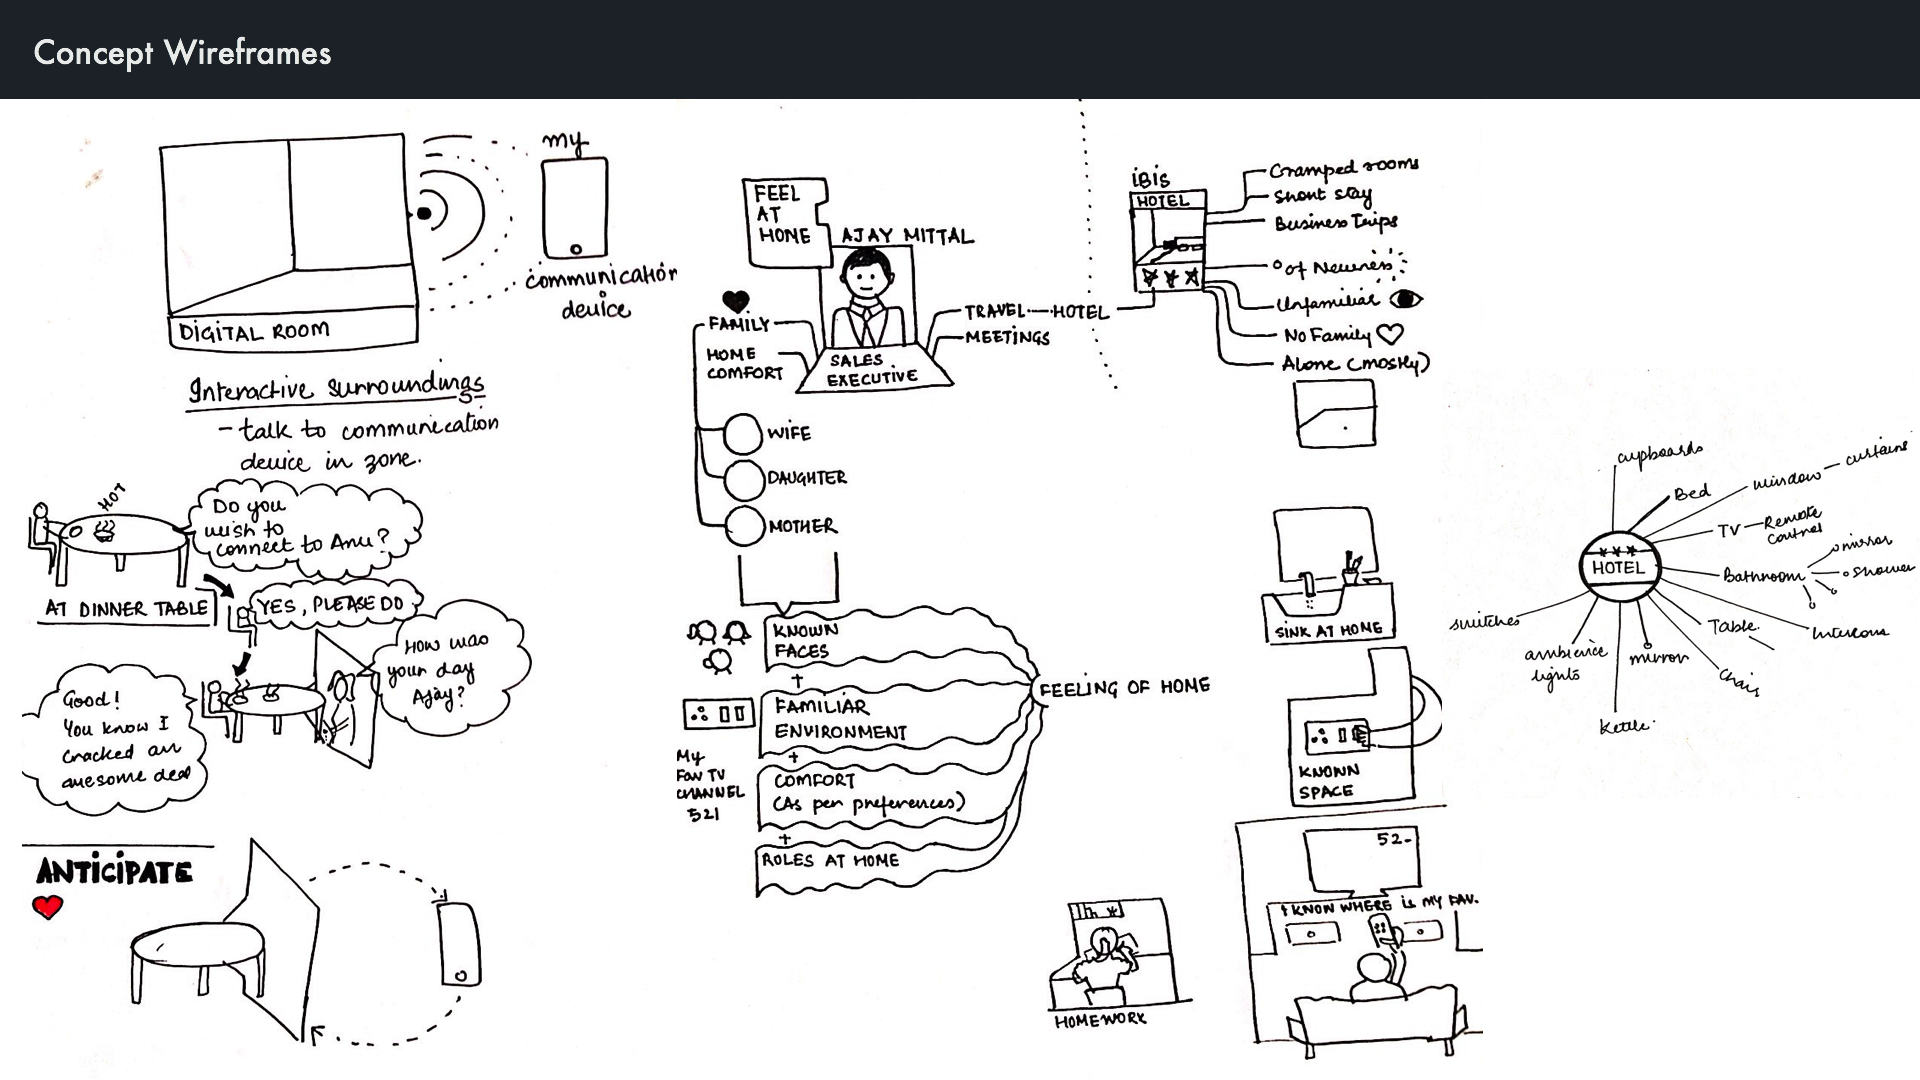 Concept Wireframes
my
communication
device
DIGITAL ROOM
Interactive surroundings
- talk to communication
device in zone.
HOT
Do you
wish to
connect to Anu?
AT DINNER TABLE
YES, PLEASE DO
How was
your day
Ajay?
Good!
You know I
cracked an
awesome deal
ANTICIPATE
FEEL
AT
HOME
AJAY MITTAL
FAMILY
HOME
COMFORT
SALES
EXECUTIVE
TRAVEL HOTEL
MEETINGS
WIFE
DAUGHTER
MOTHER
KNOWN
FACES
+
FAMILIAR
ENVIRONMENT
+
COMFORT
(As per preferences)
+
ROLES AT HOME
My
FAV TV
CHANNEL
521
FEELING OF HOME
ibis
HOTEL
Cramped rooms
Short stay
Business Trips
° of Newness
Unfamiliar
No Family
Alone (mostly)
SINK AT HOME
KNOWN
SPACE
52-
I KNOW WHERE is MY FAV.
HOMEWORK
cupboards
Bed
window
curtains
TV
Remote
control
Bathroom
mirror
shower
HOTEL
Intercom
Table
chair
mirror
kettle
ambience
lights
switches